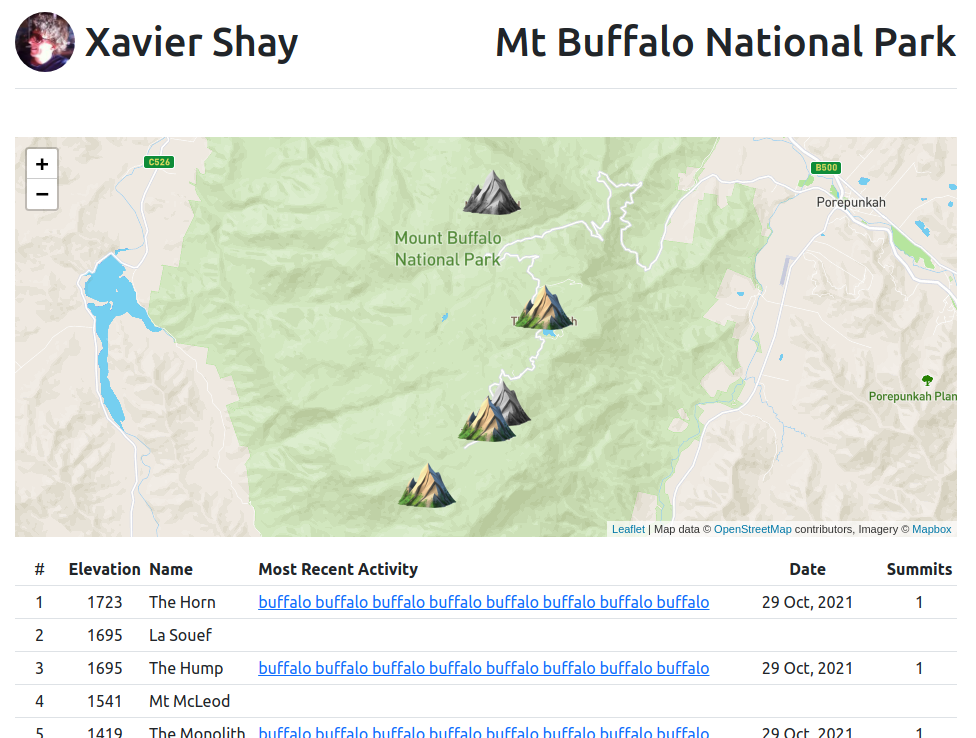 Xavier Shay
Mt Buffalo National Park
+
−
C526
B500
Porepunkah
Mount Buffalo
National Park
Porepunkah Plan
Leaflet | Map data © OpenStreetMap contributors, Imagery © Mapbox
# Elevation Name Most Recent Activity Date Summits
1 1723 The Horn buffalo buffalo buffalo buffalo buffalo buffalo buffalo buffalo 29 Oct, 2021 1
2 1695 La Souef
3 1695 The Hump buffalo buffalo buffalo buffalo buffalo buffalo buffalo buffalo 29 Oct, 2021 1
4 1541 Mt McLeod
5 1419 The Monolith buffalo buffalo buffalo buffalo buffalo buffalo buffalo buffalo 29 Oct, 2021 1